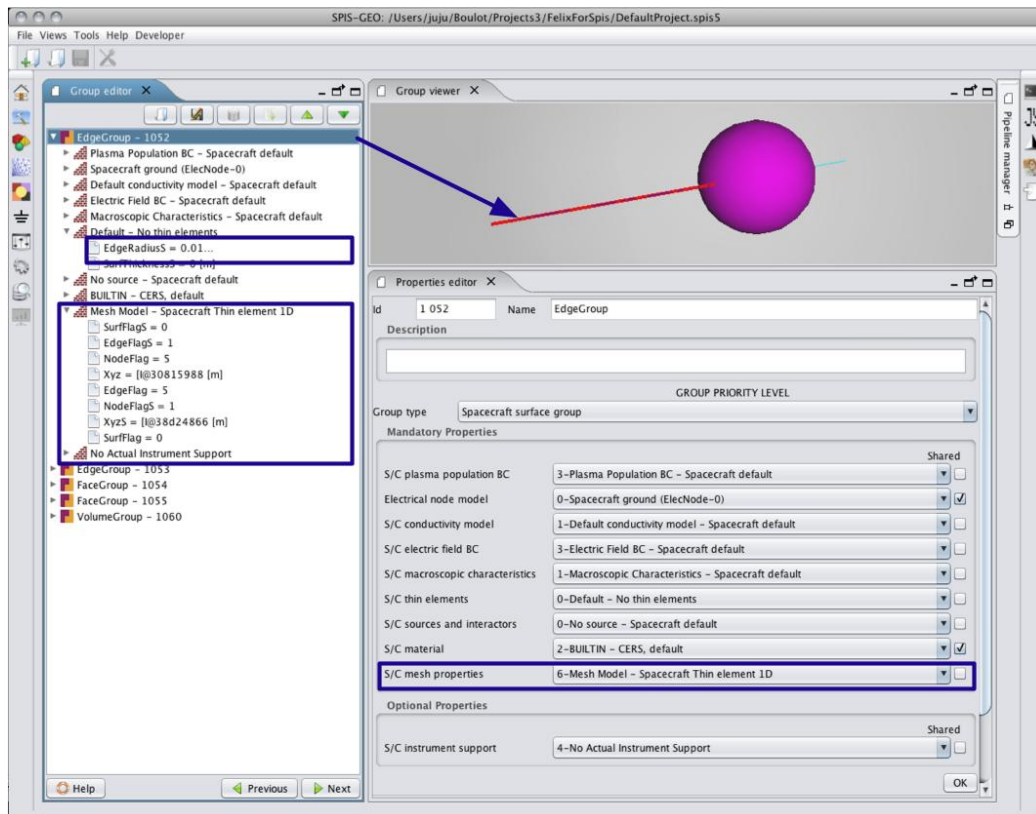 SPIS-GEO: /Users/juju/Boulot/Projects3/FelixForSpis/DefaultProject.spis5
File Views Tools Help Developer
Group editor X
EdgeGroup - 1052
Plasma Population BC - Spacecraft default
Spacecraft ground (ElecNode-0)
Default conductivity model - Spacecraft default
Electric Field BC - Spacecraft default
Macroscopic Characteristics - Spacecraft default
Default - No thin elements
EdgeRadiusS = 0.01...
SurfThicknessS = 0 [m]
No source - Spacecraft default
BUILTIN - CERS, default
Mesh Model - Spacecraft Thin element 1D
SurfFlagS = 0
EdgeFlagS = 1
NodeFlag = 5
Xyz = [I@30815988 [m]
EdgeFlag = 5
NodeFlagS = 1
XyzS = [I@38d24866 [m]
SurfFlag = 0
No Actual Instrument Support
EdgeGroup - 1053
FaceGroup - 1054
FaceGroup - 1055
VolumeGroup - 1060
Help Previous Next
Group viewer X
Pipeline manager
Properties editor X
Id 1 052 Name EdgeGroup
Description
GROUP PRIORITY LEVEL
Group type Spacecraft surface group
Mandatory Properties
Shared
S/C plasma population BC 3-Plasma Population BC - Spacecraft default
Electrical node model 0-Spacecraft ground (ElecNode-0)
S/C conductivity model 1-Default conductivity model - Spacecraft default
S/C electric field BC 3-Electric Field BC - Spacecraft default
S/C macroscopic characteristics 1-Macroscopic Characteristics - Spacecraft default
S/C thin elements 0-Default - No thin elements
S/C sources and interactors 0-No source - Spacecraft default
S/C material 2-BUILTIN - CERS, default
S/C mesh properties 6-Mesh Model - Spacecraft Thin element 1D
Optional Properties
Shared
S/C instrument support 4-No Actual Instrument Support
OK